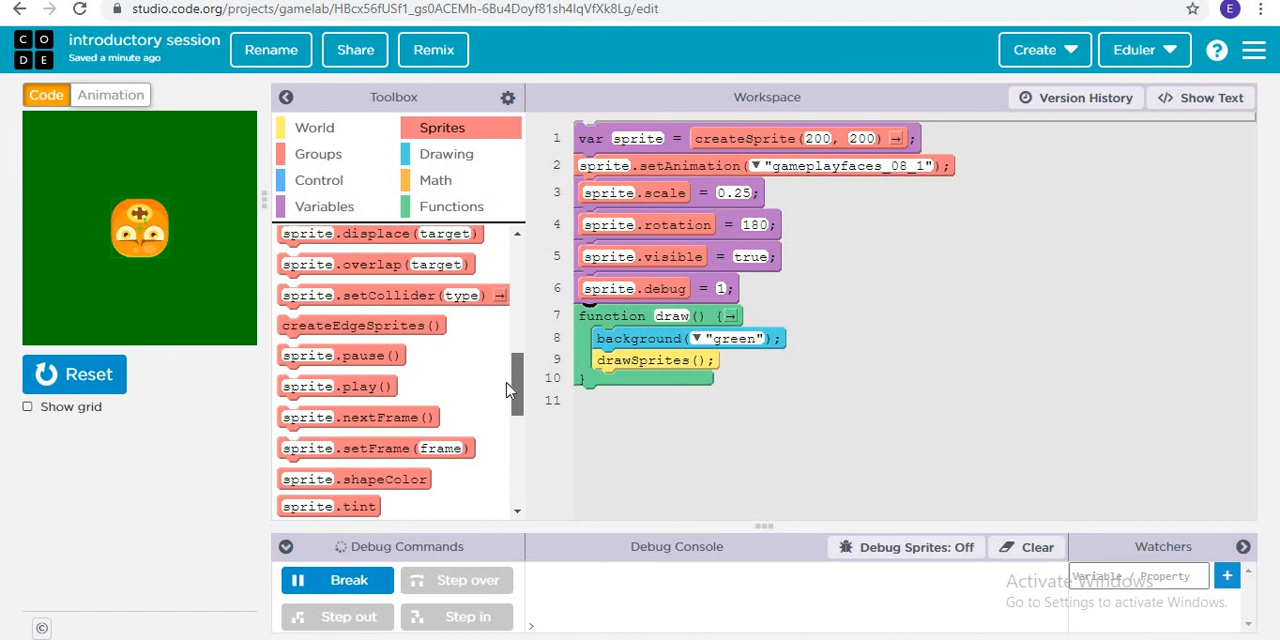 studio.code.org/projects/gamelab/HBcx56fUSf1_gs0ACEMh-6Bu4Doyf81sh4lqVfXk8Lg/edit
E
C O D E
introductory session
Saved a minute ago
Rename
Share
Remix
Create
Eduler
?
Code
Animation
Toolbox
Workspace
Version History
</> Show Text
World
Sprites
Groups
Drawing
Control
Math
Variables
Functions
sprite.displace(target)
sprite.overlap(target)
sprite.setCollider(type)
createEdgeSprites()
sprite.pause()
sprite.play()
sprite.nextFrame()
sprite.setFrame(frame)
sprite.shapeColor
sprite.tint
1 var sprite = createSprite(200, 200);
2 sprite.setAnimation("gameplayfaces_08_1");
3 sprite.scale = 0.25;
4 sprite.rotation = 180;
5 sprite.visible = true;
6 sprite.debug = 1;
7 function draw() {
8 background("green");
9 drawSprites();
10 }
11
Reset
Show grid
Debug Commands
Debug Console
Debug Sprites: Off
Clear
Watchers
Break
Step over
Variable / Property
+
Step out
Step in
>
Activate Windows
Go to Settings to activate Windows.
©